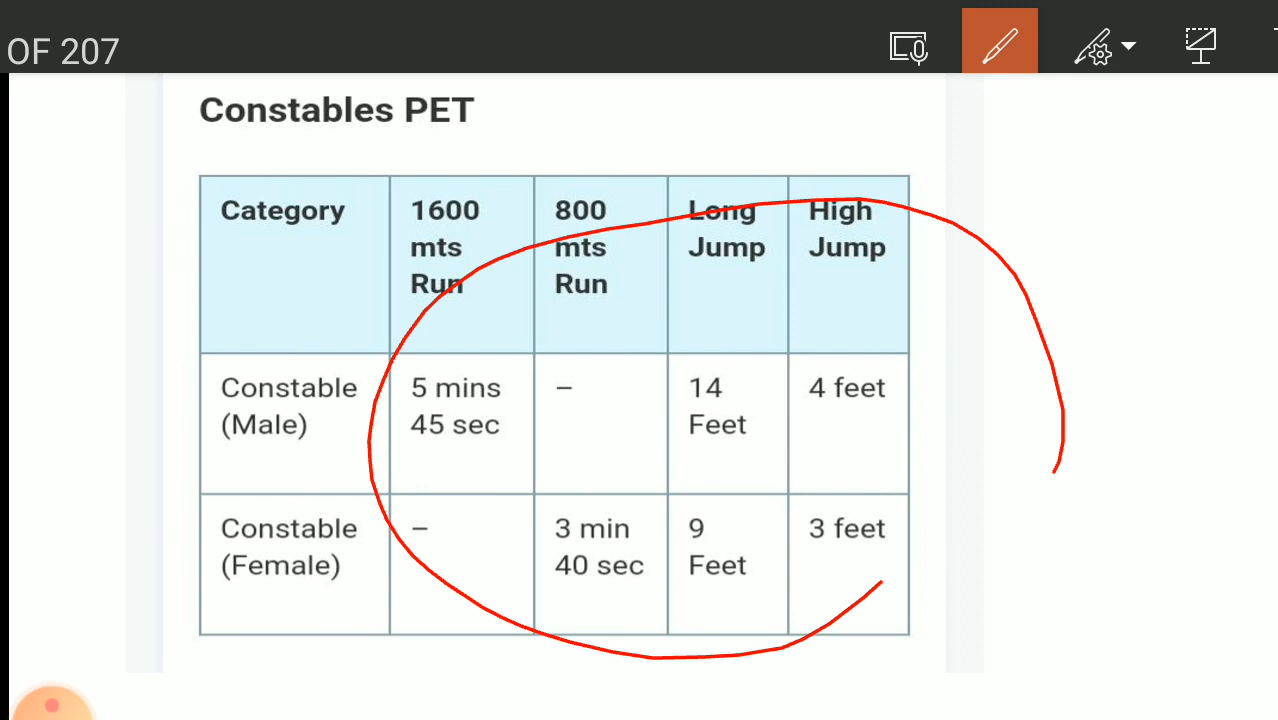 OF 207
Constables PET
Category
1600
mts
Run
800
mts
Run
Long
Jump
High
Jump
Constable
(Male)
5 mins
45 sec
–
14
Feet
4 feet
Constable
(Female)
–
3 min
40 sec
9
Feet
3 feet